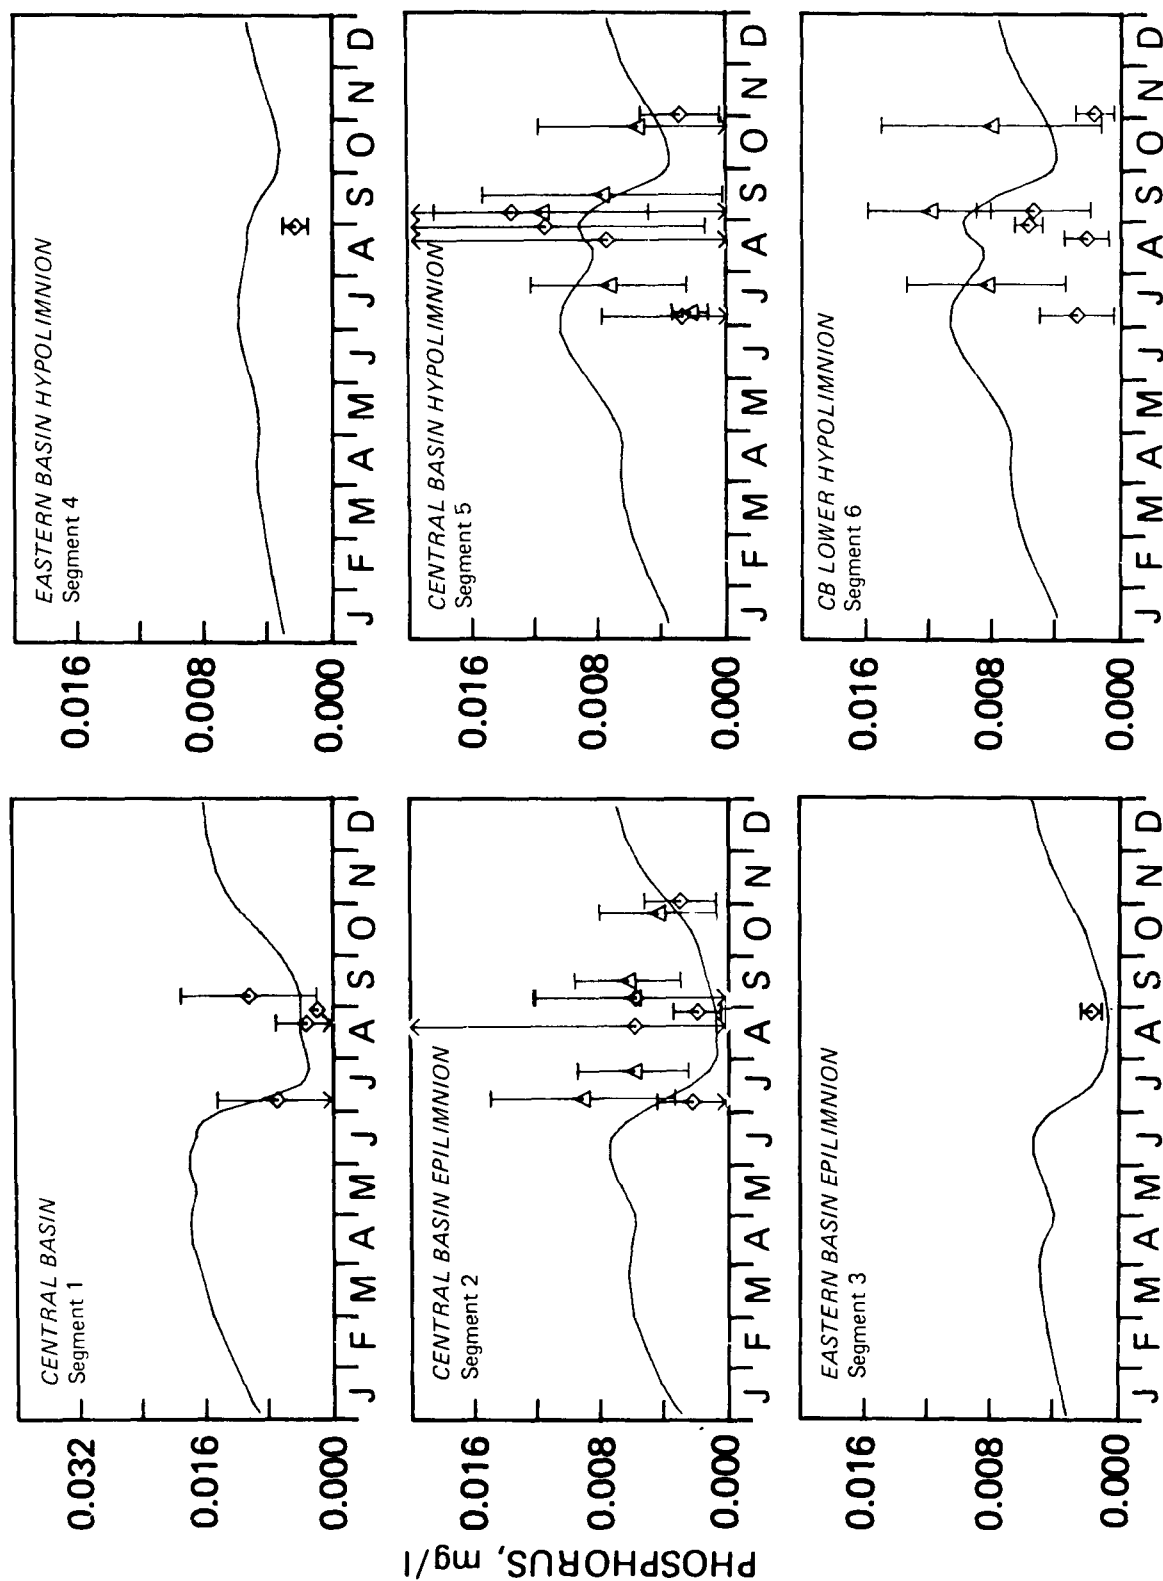 PHOSPHORUS, mg/l
CENTRAL BASIN
Segment 1
0.032
0.016
0.000
J F M A M J J A S O N D
CENTRAL BASIN EPILIMNION
Segment 2
0.016
0.008
0.000
J F M A M J J A S O N D
EASTERN BASIN EPILIMNION
Segment 3
0.016
0.008
0.000
J F M A M J J A S O N D
EASTERN BASIN HYPOLIMNION
Segment 4
0.016
0.008
0.000
J F M A M J J A S O N D
CENTRAL BASIN HYPOLIMNION
Segment 5
0.016
0.008
0.000
J F M A M J J A S O N D
CB LOWER HYPOLIMNION
Segment 6
0.016
0.008
0.000
J F M A M J J A S O N D